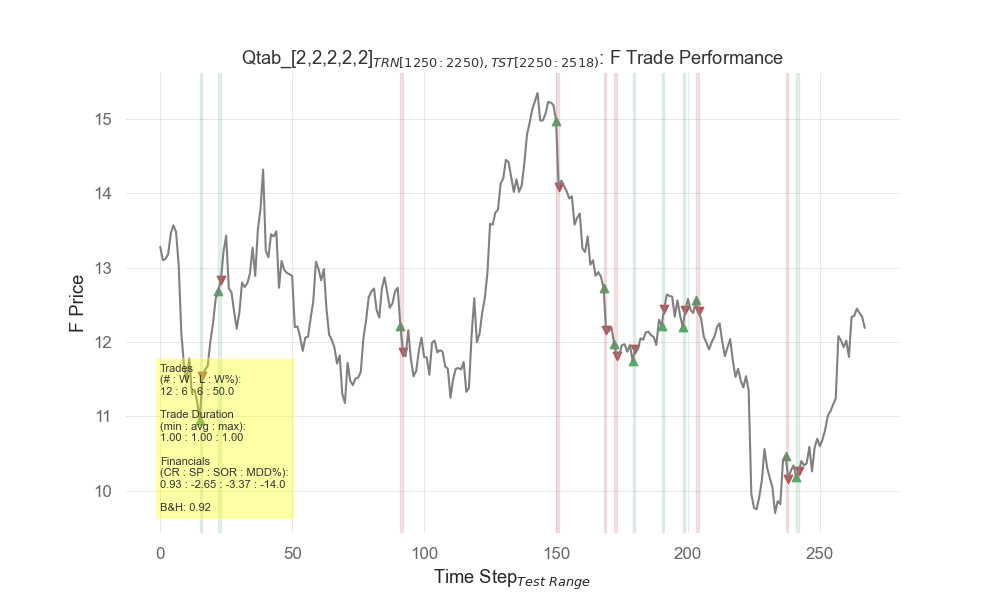 Qtab_[2,2,2,2,2]TRN[1250:2250),TST[2250:2518): F Trade Performance
F Price
15
14
13
12
11
10
Trades
(# : W : L : W%):
12 : 6 : 6 : 50.0
Trade Duration
(min : avg : max):
1.00 : 1.00 : 1.00
Financials
(CR : SP : SOR : MDD%):
0.93 : -2.65 : -3.37 : -14.0
B&H: 0.92
0 50 100 150 200 250
Time StepTest Range